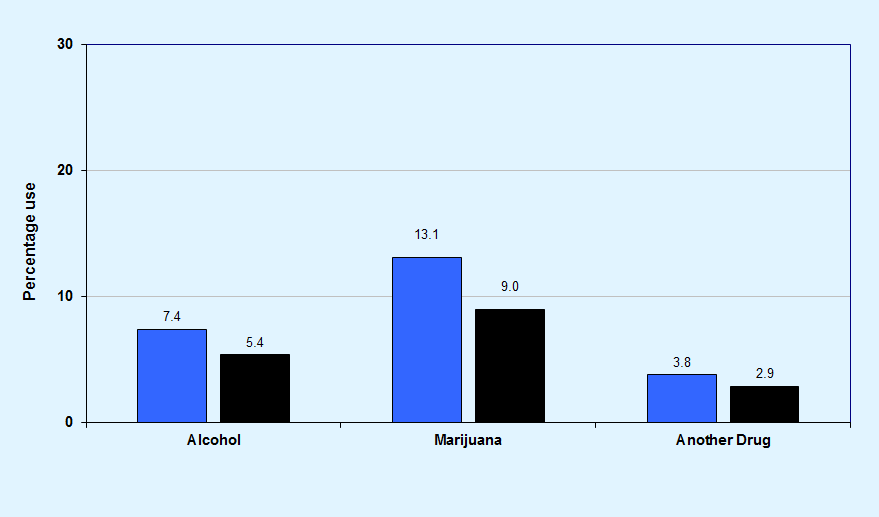 30
20
10
0
Percentage use
7.4
5.4
13.1
9.0
3.8
2.9
Alcohol
Marijuana
Another Drug